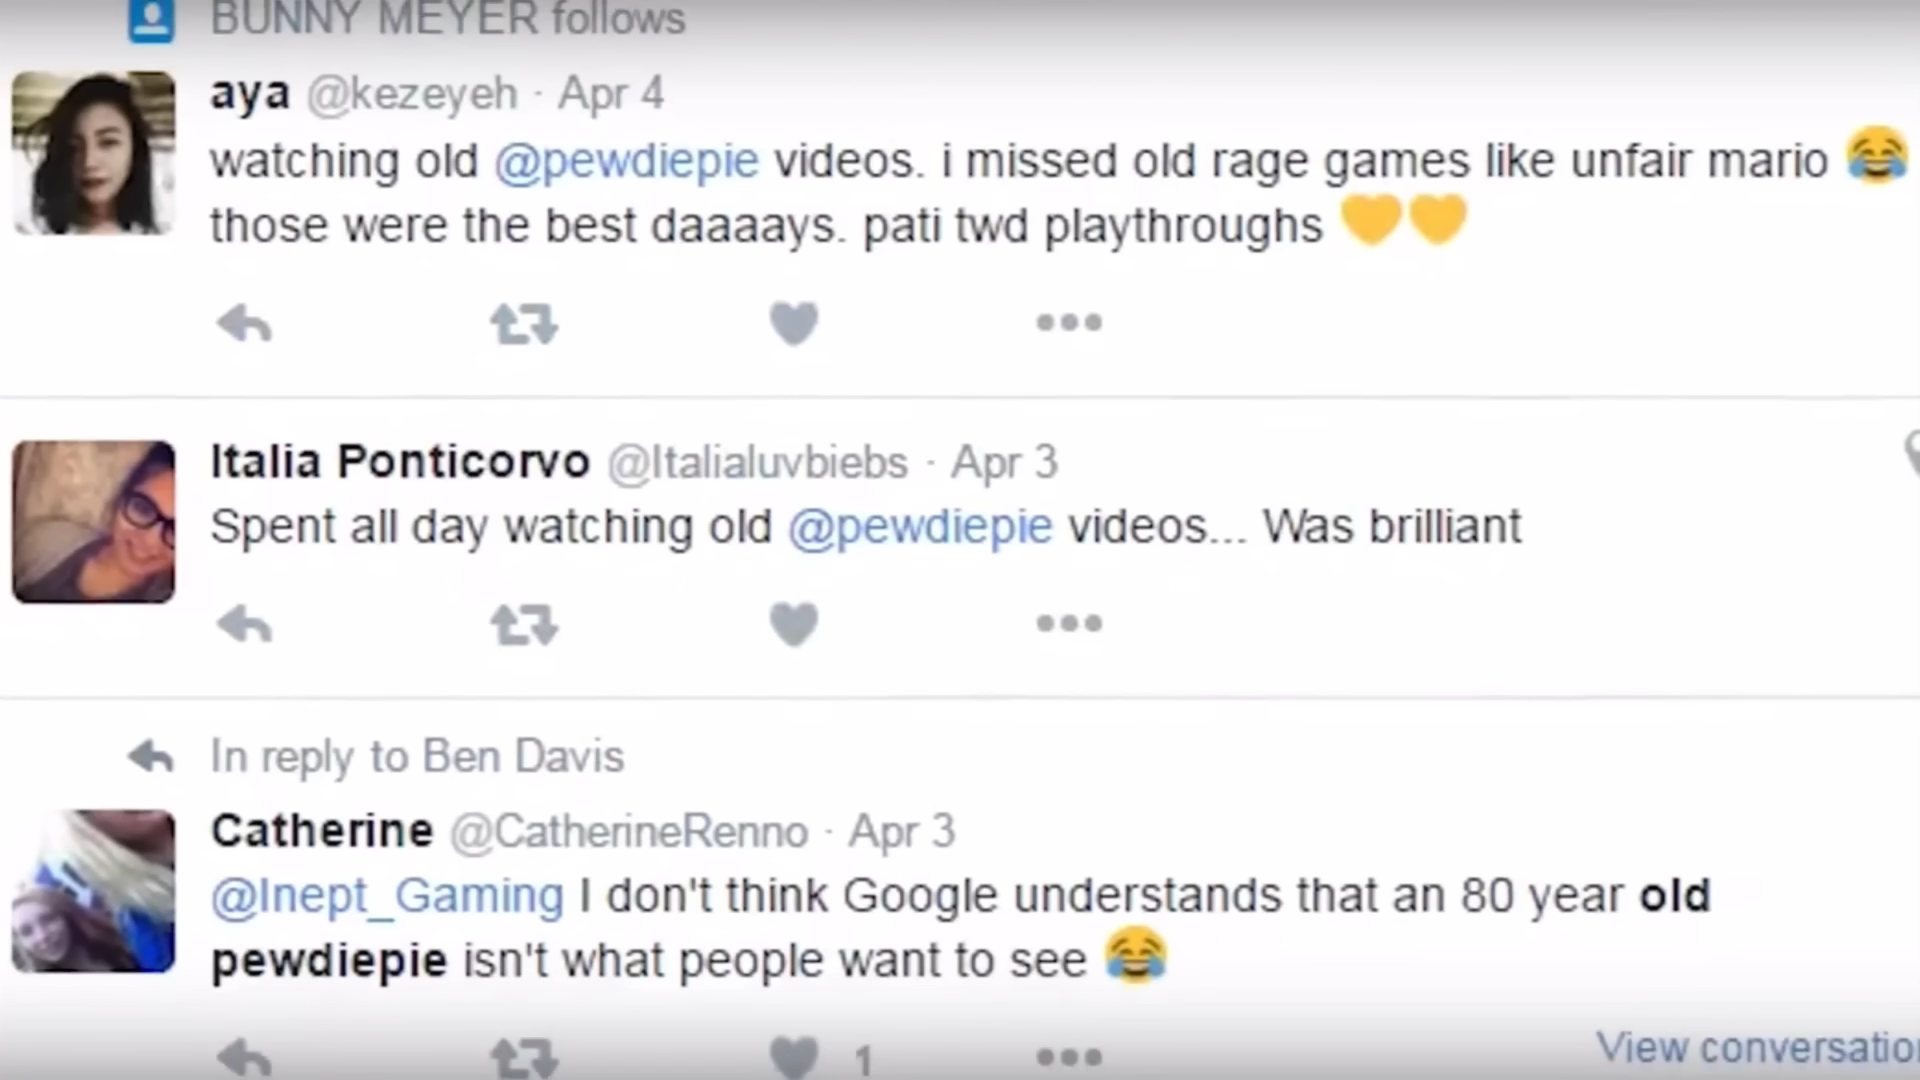 BUNNY MEYER follows
aya @kezeyeh · Apr 4
watching old @pewdiepie videos. i missed old rage games like unfair mario 😂
those were the best daaaays. pati twd playthroughs 💛💛
Italia Ponticorvo @Italialuvbiebs · Apr 3
Spent all day watching old @pewdiepie videos... Was brilliant
In reply to Ben Davis
Catherine @CatherineRenno · Apr 3
@Inept_Gaming I don't think Google understands that an 80 year old
pewdiepie isn't what people want to see 😂
1
View conversatio